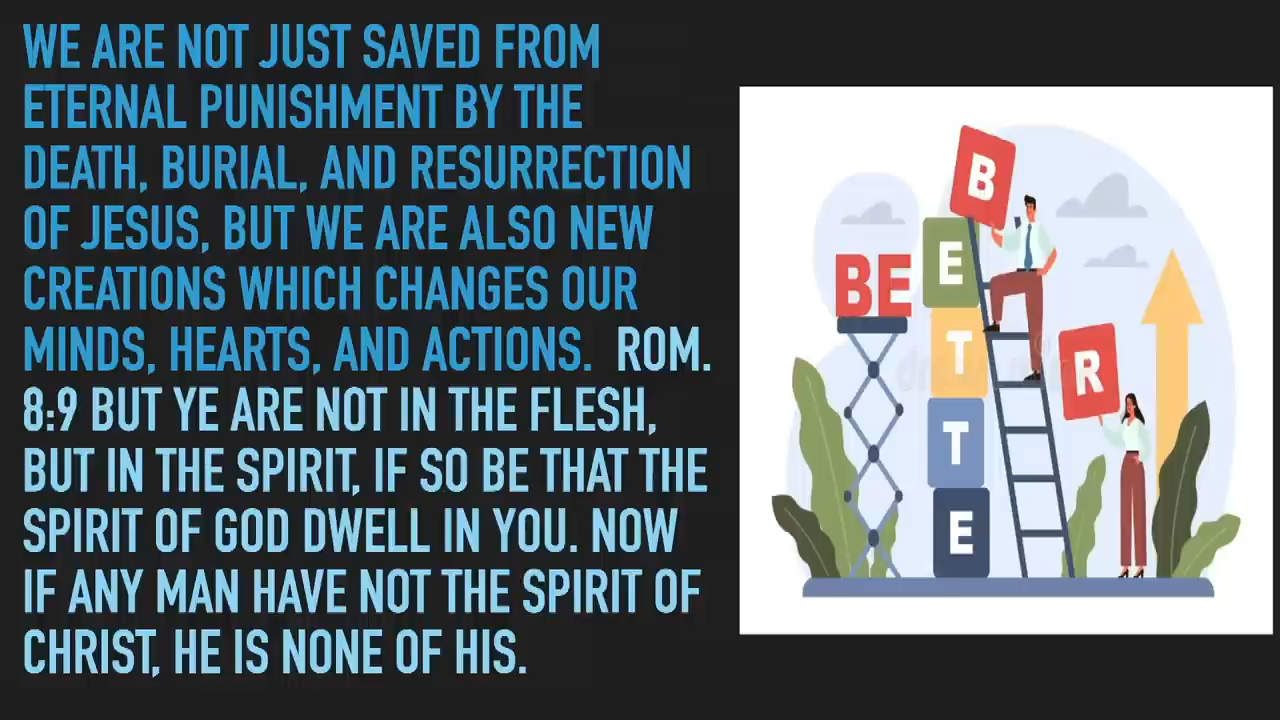 WE ARE NOT JUST SAVED FROM
ETERNAL PUNISHMENT BY THE
DEATH, BURIAL, AND RESURRECTION
OF JESUS, BUT WE ARE ALSO NEW
CREATIONS WHICH CHANGES OUR
MINDS, HEARTS, AND ACTIONS. ROM.
8:9 BUT YE ARE NOT IN THE FLESH,
BUT IN THE SPIRIT, IF SO BE THAT THE
SPIRIT OF GOD DWELL IN YOU. NOW
IF ANY MAN HAVE NOT THE SPIRIT OF
CHRIST, HE IS NONE OF HIS.
BE
B
E
T
T
E
R